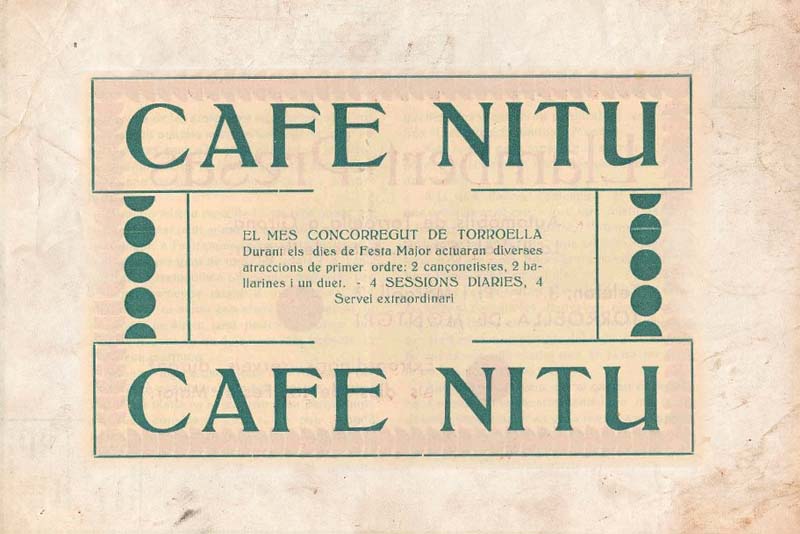 CAFE NITU
EL MES CONCORREGUT DE TORROELLA
Durant els dies de Festa Major actuaran diverses
atraccions de primer ordre: 2 cançonetistes, 2 ba-
llarines i un duet. - 4 SESSIONS DIARIES, 4
Servei extraordinari
CAFE NITU